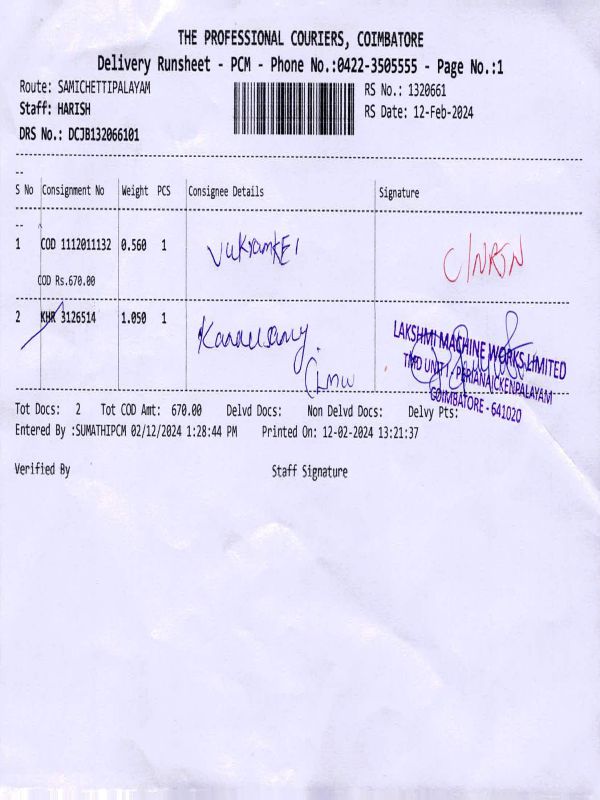 THE PROFESSIONAL COURIERS, COIMBATORE
Delivery Runsheet - PCM - Phone No.:0422-3505555 - Page No.:1
Route: SAMICHETTIPALAYAM RS No.: 1320661
Staff: HARISH RS Date: 12-Feb-2024
DRS No.: DCJB132066101
S No Consignment No Weight PCS Consignee Details Signature
1 COD 1112011132 0.560 1
COD Rs.670.00
2 KHR 3126514 1.050 1
LAKSHMI MACHINE WORKS LIMITED
TMD UNIT I - PERIANAICKENPALAYAM
COIMBATORE - 641020
Tot Docs: 2 Tot COD Amt: 670.00 Delvd Docs: Non Delvd Docs: Delvy Pts:
Entered By :SUMATHIPCM 02/12/2024 1:28:44 PM Printed On: 12-02-2024 13:21:37
Verified By Staff Signature